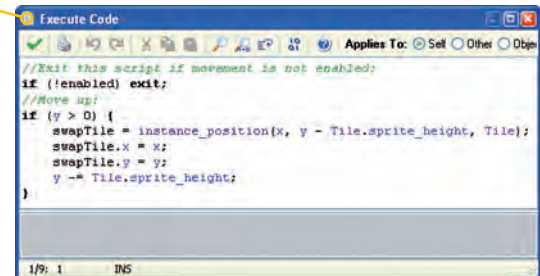 Execute Code
Applies To: Self Other Obje
//Exit this script if movement is not enabled;
if (!enabled) exit;
//Move up:
if (y > 0) {
swapTile = instance_position(x, y - Tile.sprite_height, Tile);
swapTile.x = x;
swapTile.y = y;
y -= Tile.sprite_height;
}
1/9: 1 INS